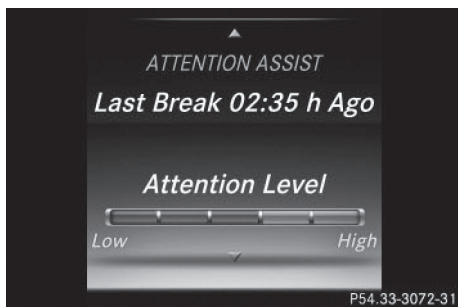 ATTENTION ASSIST
Last Break 02:35 h Ago
Attention Level
Low High
P54.33-3072-31